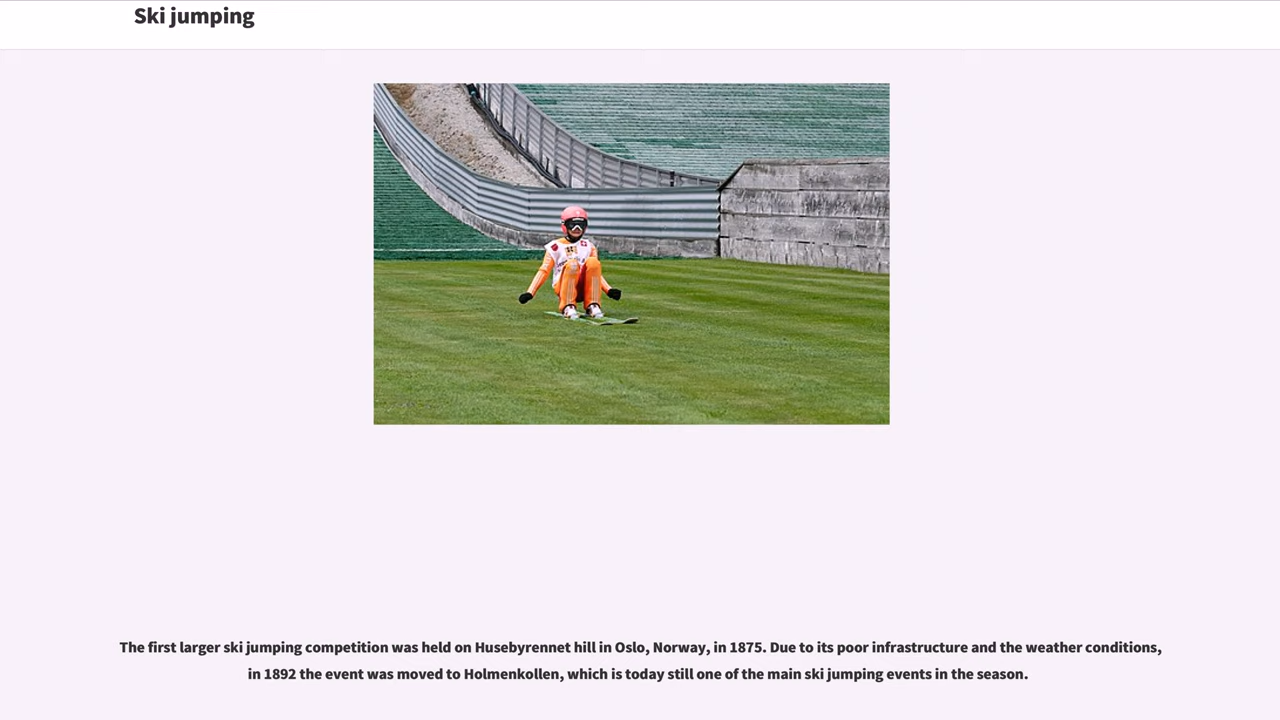 Ski jumping
The first larger ski jumping competition was held on Husebyrennet hill in Oslo, Norway, in 1875. Due to its poor infrastructure and the weather conditions,
in 1892 the event was moved to Holmenkollen, which is today still one of the main ski jumping events in the season.